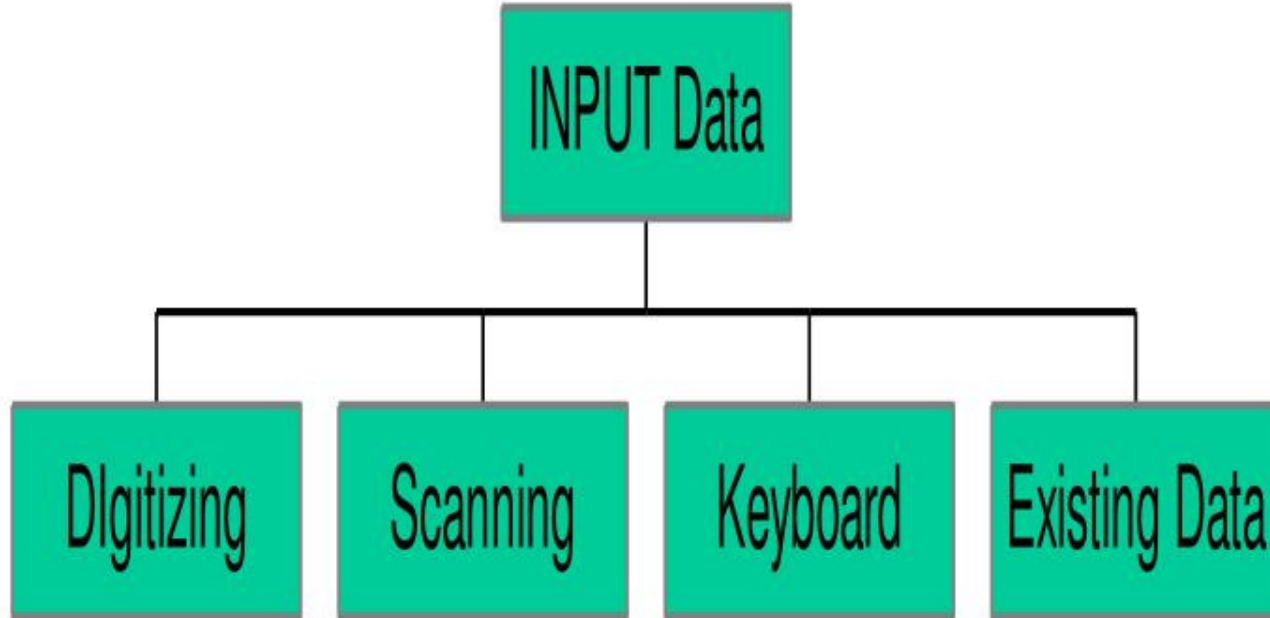 INPUT Data
DIgitizing
Scanning
Keyboard
Existing Data